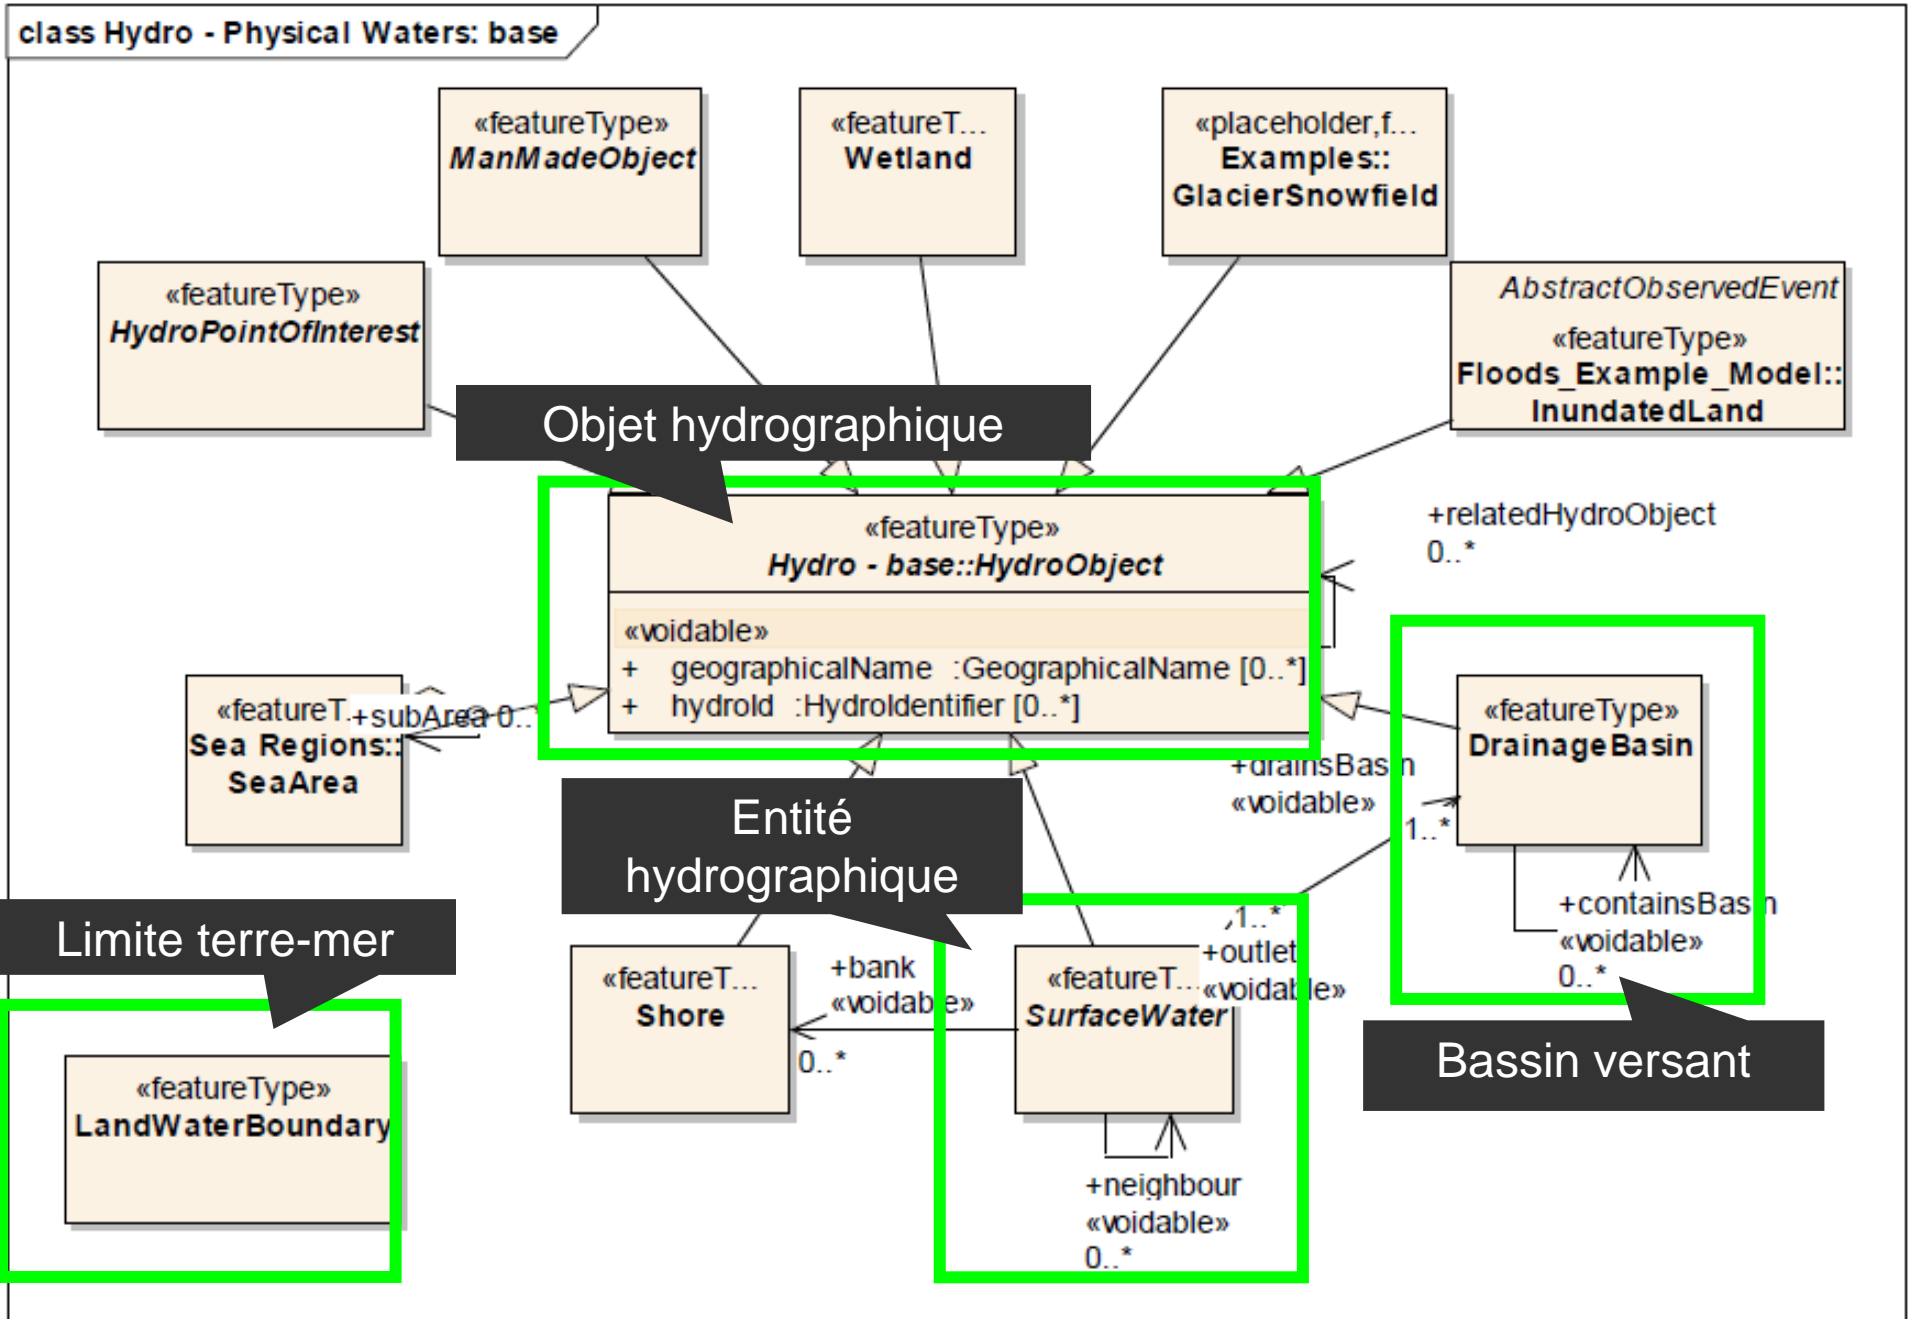 class Hydro - Physical Waters: base
«featureType»
ManMadeObject
«featureT...
Wetland
«placeholder,f...
Examples::
GlacierSnowfield
«featureType»
HydroPointOfInterest
AbstractObservedEvent
«featureType»
Floods_Example_Model::
InundatedLand
Objet hydrographique
«featureType»
Hydro - base::HydroObject
«voidable»
+ geographicalName :GeographicalName [0..*]
+ hydroId :HydroIdentifier [0..*]
+relatedHydroObject
0..*
«featureT...
Sea Regions::
SeaArea
+subArea 0..
«featureType»
DrainageBasin
+drainsBasin
«voidable»
1..*
+containsBasin
«voidable»
0..*
Bassin versant
Entité
hydrographique
Limite terre-mer
«featureType»
LandWaterBoundary
«featureT...
Shore
+bank
«voidable»
0..*
«featureT...
SurfaceWater
1..*
+outlet
«voidable»
+neighbour
«voidable»
0..*